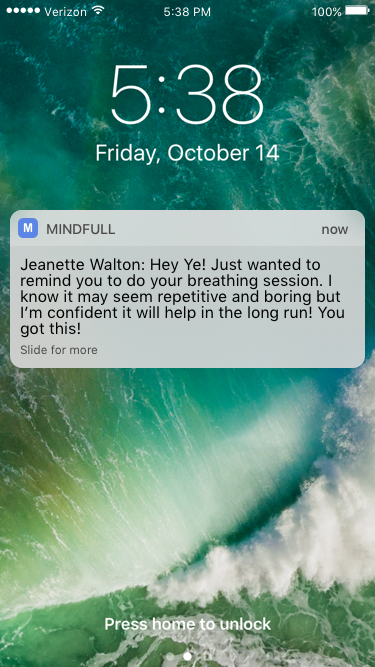 Verizon 5:38 PM 100%
5:38
Friday, October 14
M MINDFULL now
Jeanette Walton: Hey Ye! Just wanted to
remind you to do your breathing session. I
know it may seem repetitive and boring but
I’m confident it will help in the long run! You
got this!
Slide for more
Press home to unlock